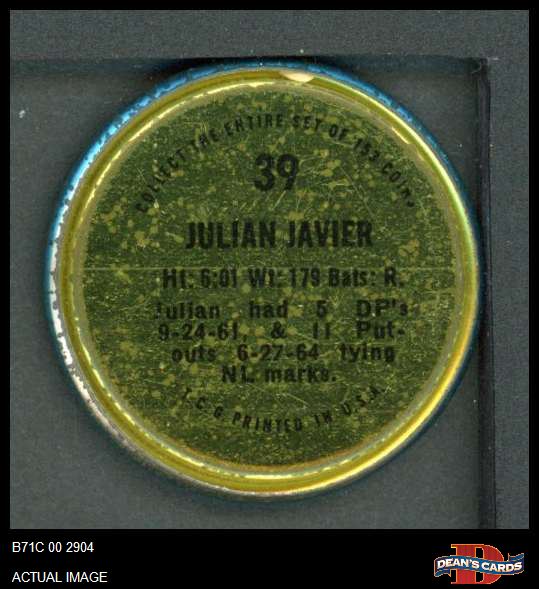 COLLECT THE ENTIRE SET OF 153 COINS
39
JULIAN JAVIER
Ht: 6:01 Wt: 179 Bats: R.
Julian had 5 DP's
9-24-61, & 11 Put-
outs 6-27-64 tying
NL marks.
T.C.G. PRINTED IN U.S.A.
B71C 00 2904
ACTUAL IMAGE
DEAN'S CARDS